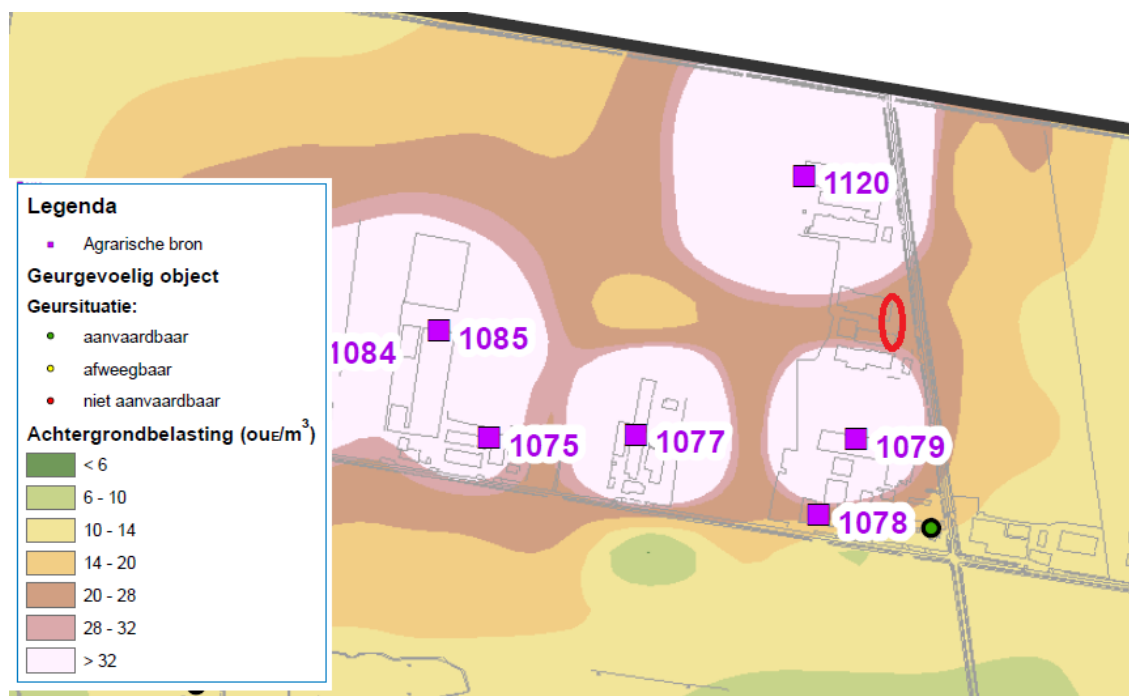 1120
Legenda
Agrarische bron
Geurgevoelig object
Geursituatie:
aanvaardbaar
afweegbaar
niet aanvaardbaar
Achtergrondbelasting (ouE/m³)
< 6
6 - 10
10 - 14
14 - 20
20 - 28
28 - 32
> 32
1085
1084
1075
1077
1079
1078